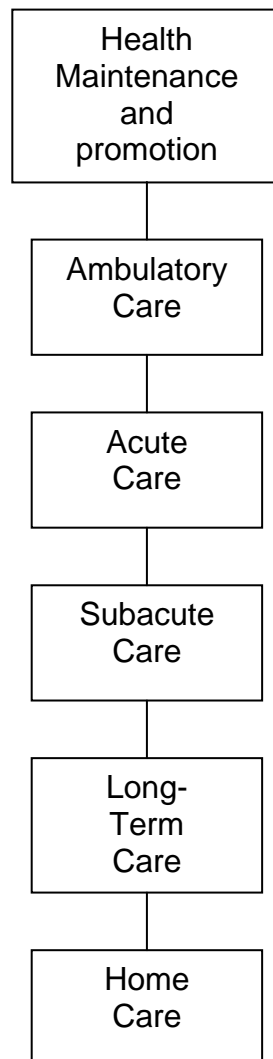 Health
Maintenance
and
promotion
Ambulatory
Care
Acute
Care
Subacute
Care
Long-
Term
Care
Home
Care